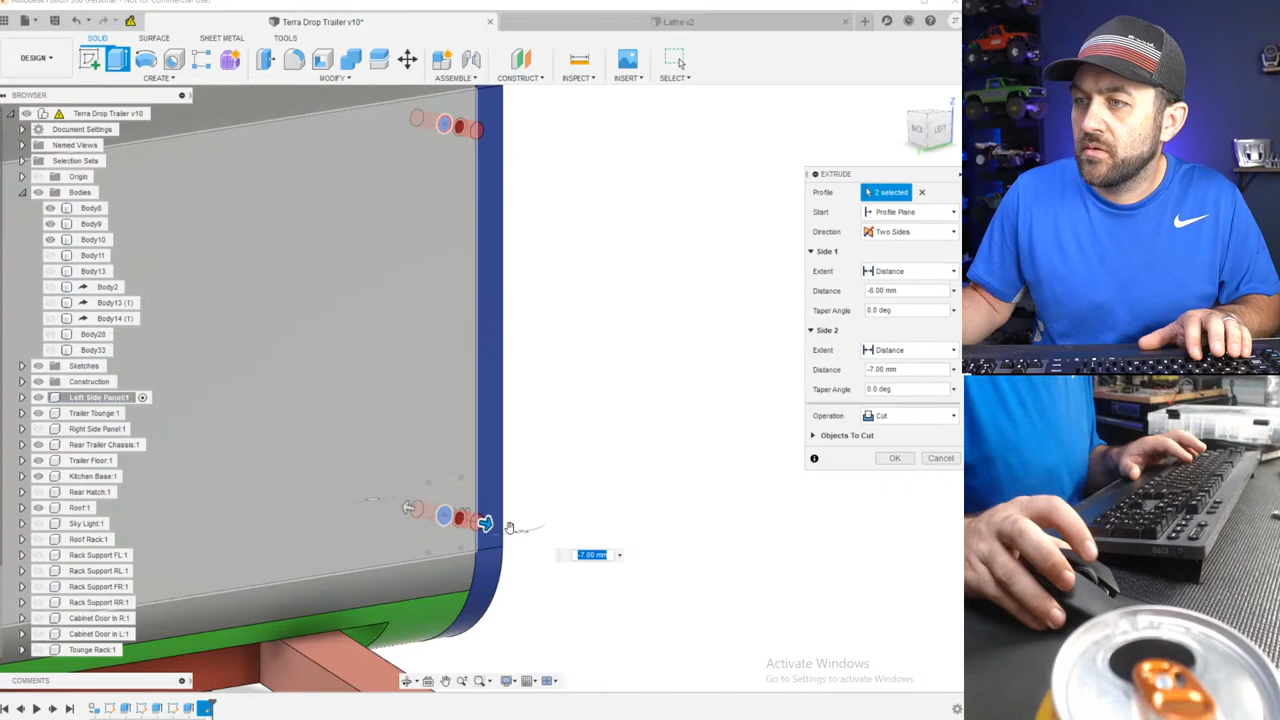 Autodesk Fusion 360 (Personal - Not for Commercial Use)
Terra Drop Trailer v10*
Lathe v2
SOLID SURFACE SHEET METAL TOOLS
DESIGN
CREATE MODIFY ASSEMBLE CONSTRUCT INSPECT INSERT SELECT
BROWSER
Terra Drop Trailer v10
Document Settings
Named Views
Selection Sets
Origin
Bodies
Body8
Body9
Body10
Body11
Body13
Body2
Body13 (1)
Body14 (1)
Body28
Body33
Sketches
Construction
Left Side Panel:1
Trailer Tounge:1
Right Side Panel 1
Rear Trailer Chassis:1
Trailer Floor:1
Kitchen Base:1
Rear Hatch:1
Roof:1
Sky Light:1
Roof Rack:1
Rack Support FL:1
Rack Support RL:1
Rack Support FR:1
Rack Support RR:1
Cabinet Door In R:1
Cabinet Door in L:1
Tounge Rack:1
COMMENTS
Z
BACK LEFT
EXTRUDE
Profile 2 selected
Start Profile Plane
Direction Two Sides
Side 1
Extent Distance
Distance -6.00 mm
Taper Angle 0.0 deg
Side 2
Extent Distance
Distance -7.00 mm
Taper Angle 0.0 deg
Operation Cut
Objects To Cut
OK Cancel
-7.00 mm
Activate Windows
Go to Settings to activate Windows.